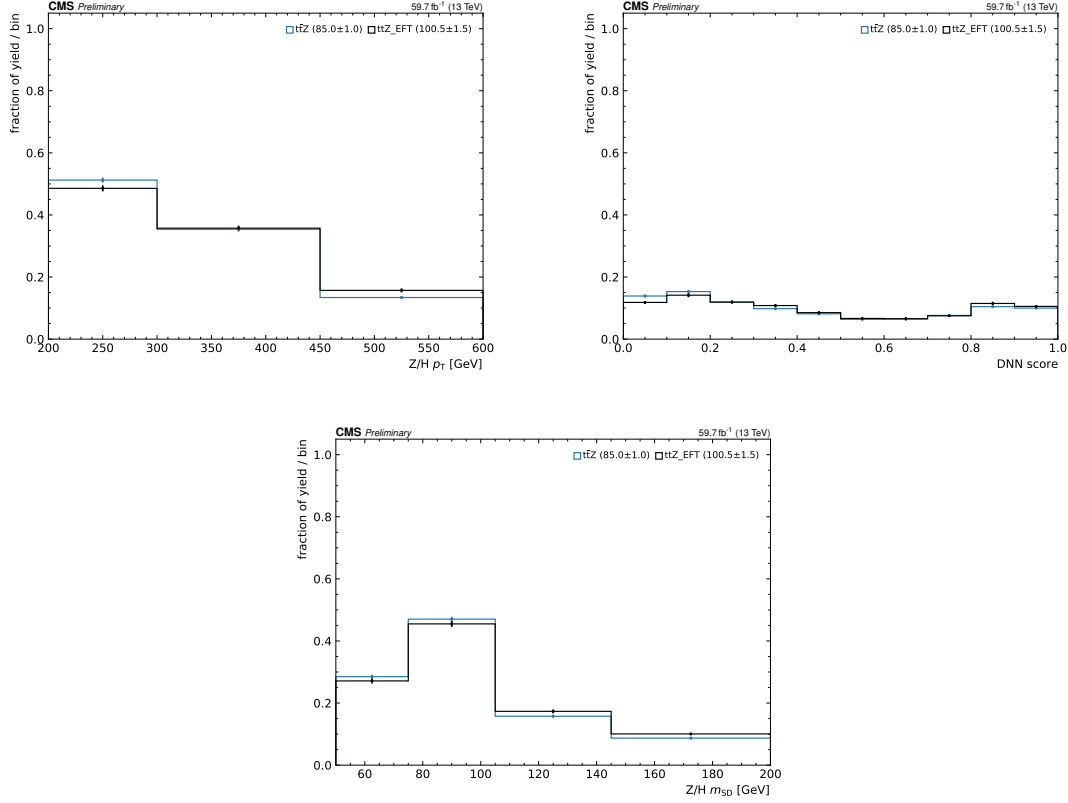 CMS Preliminary 59.7 fb⁻¹ (13 TeV)
fraction of yield / bin
tt̄Z (85.0±1.0) ttZ_EFT (100.5±1.5)
1.0
0.8
0.6
0.4
0.2
0.0
200 250 300 350 400 450 500 550 600
Z/H pT [GeV]
CMS Preliminary 59.7 fb⁻¹ (13 TeV)
fraction of yield / bin
tt̄Z (85.0±1.0) ttZ_EFT (100.5±1.5)
1.0
0.8
0.6
0.4
0.2
0.0
0.0 0.2 0.4 0.6 0.8 1.0
DNN score
CMS Preliminary 59.7 fb⁻¹ (13 TeV)
fraction of yield / bin
tt̄Z (85.0±1.0) ttZ_EFT (100.5±1.5)
1.0
0.8
0.6
0.4
0.2
0.0
60 80 100 120 140 160 180 200
Z/H mSD [GeV]